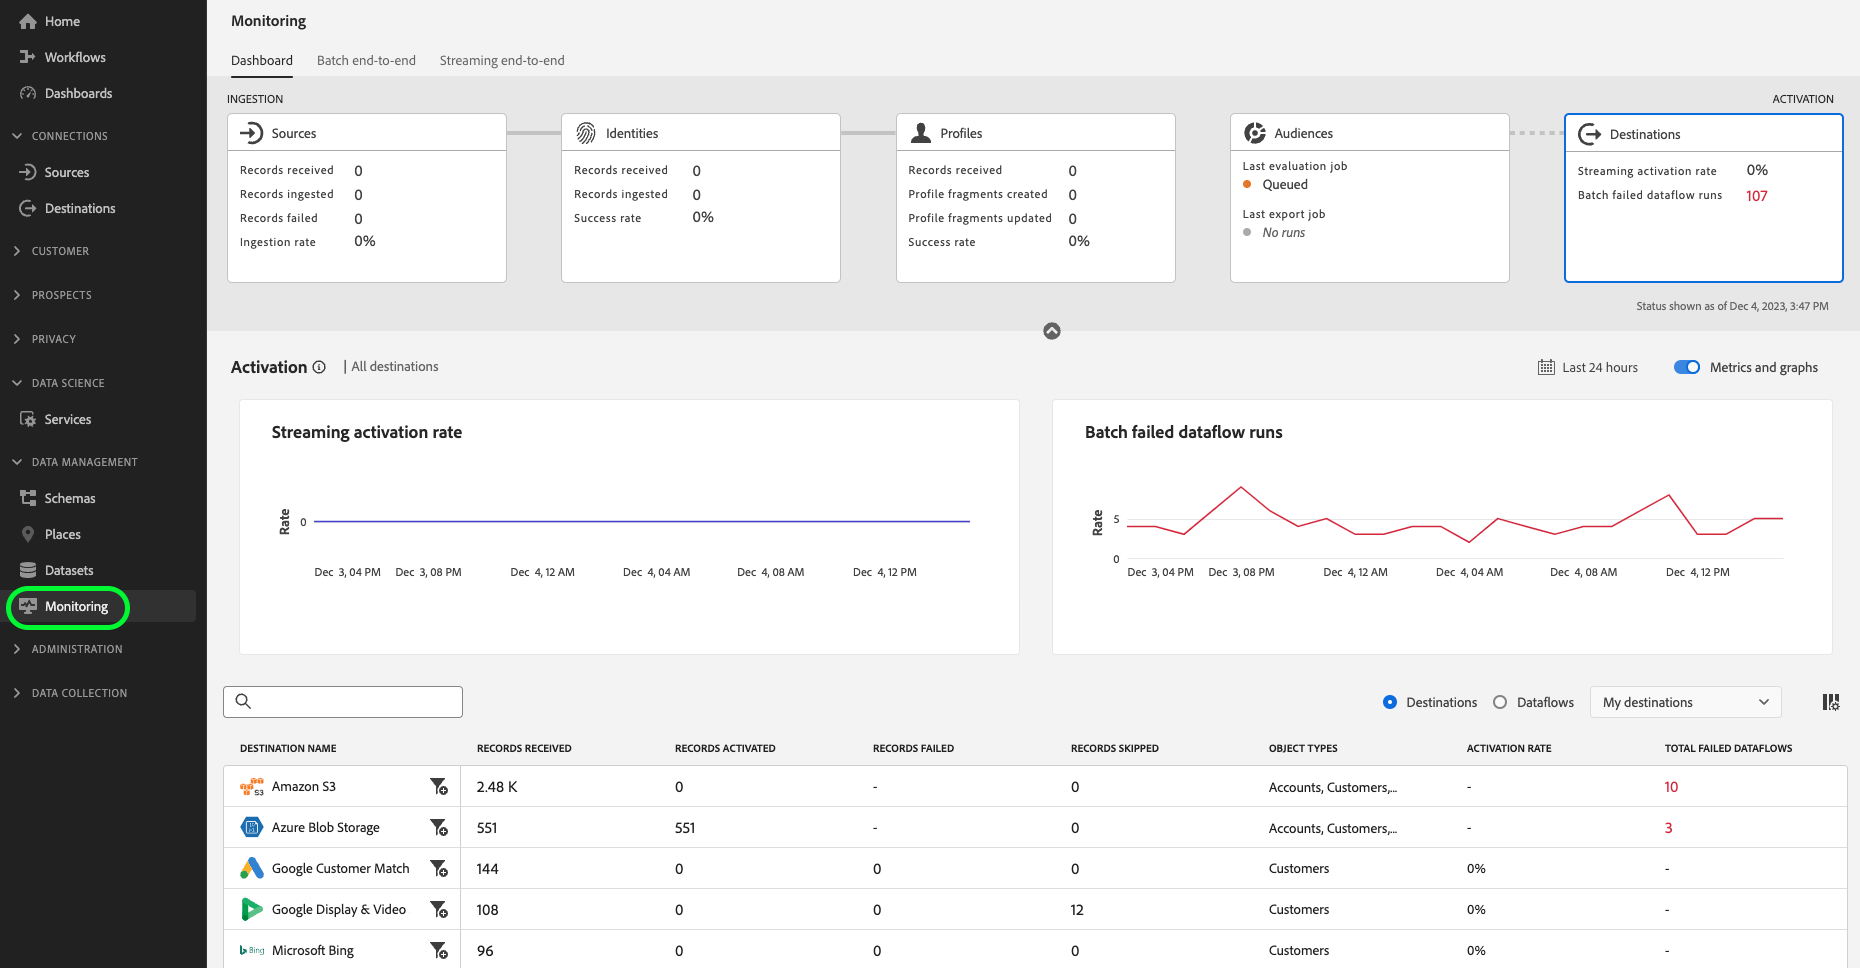 Home
Workflows
Dashboards
CONNECTIONS
Sources
Destinations
CUSTOMER
PROSPECTS
PRIVACY
DATA SCIENCE
Services
DATA MANAGEMENT
Schemas
Places
Datasets
Monitoring
ADMINISTRATION
DATA COLLECTION
Monitoring
Dashboard Batch end-to-end Streaming end-to-end
INGESTION ACTIVATION
Sources
Records received 0
Records ingested 0
Records failed 0
Ingestion rate 0%
Identities
Records received 0
Records ingested 0
Success rate 0%
Profiles
Records received 0
Profile fragments created 0
Profile fragments updated 0
Success rate 0%
Audiences
Last evaluation job
Queued
Last export job
No runs
Destinations
Streaming activation rate 0%
Batch failed dataflow runs 107
Status shown as of Dec 4, 2023, 3:47 PM
Activation | All destinations Last 24 hours Metrics and graphs
Streaming activation rate
Rate
0
Dec 3, 04 PM Dec 3, 08 PM Dec 4, 12 AM Dec 4, 04 AM Dec 4, 08 AM Dec 4, 12 PM
Batch failed dataflow runs
Rate
5
0
Dec 3, 04 PM Dec 3, 08 PM Dec 4, 12 AM Dec 4, 04 AM Dec 4, 08 AM Dec 4, 12 PM
Destinations Dataflows My destinations
DESTINATION NAME RECORDS RECEIVED RECORDS ACTIVATED RECORDS FAILED RECORDS SKIPPED OBJECT TYPES ACTIVATION RATE TOTAL FAILED DATAFLOWS
S3 Amazon S3 2.48 K 0 - 0 Accounts, Customers,... - 10
Azure Blob Storage 551 551 - 0 Accounts, Customers,... - 3
Google Customer Match 144 0 0 0 Customers 0% -
Google Display & Video 108 0 0 12 Customers 0% -
Bing Microsoft Bing 96 0 0 0 Customers 0% -